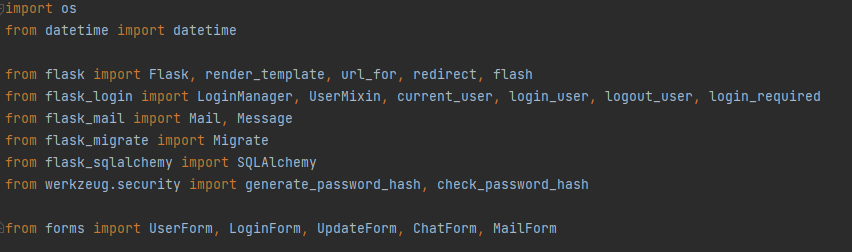 import os
from datetime import datetime
from flask import Flask, render_template, url_for, redirect, flash
from flask_login import LoginManager, UserMixin, current_user, login_user, logout_user, login_required
from flask_mail import Mail, Message
from flask_migrate import Migrate
from flask_sqlalchemy import SQLAlchemy
from werkzeug.security import generate_password_hash, check_password_hash
from forms import UserForm, LoginForm, UpdateForm, ChatForm, MailForm